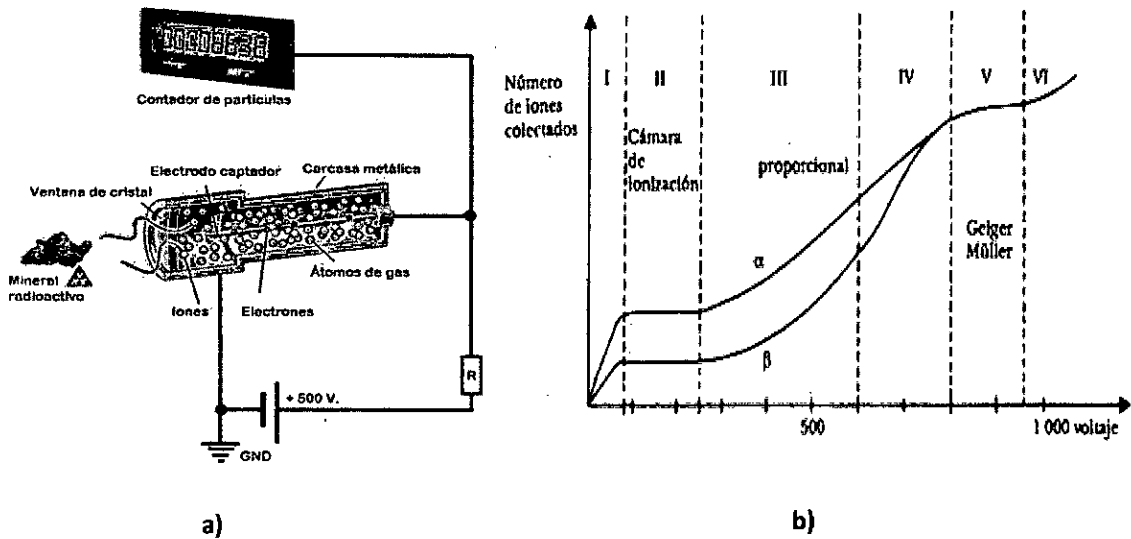 Contador de partículas
Electrodo captador
Carcasa metálica
Ventana de cristal
Mineral
radioactivo
Átomos de gas
Iones
Electrones
R
+ 500 V.
GND
a)
Número
de iones
colectados
I
II
III
IV
V
VI
Cámara
de
ionización
proporcional
Geiger
Müller
α
β
500
1 000 voltaje
b)